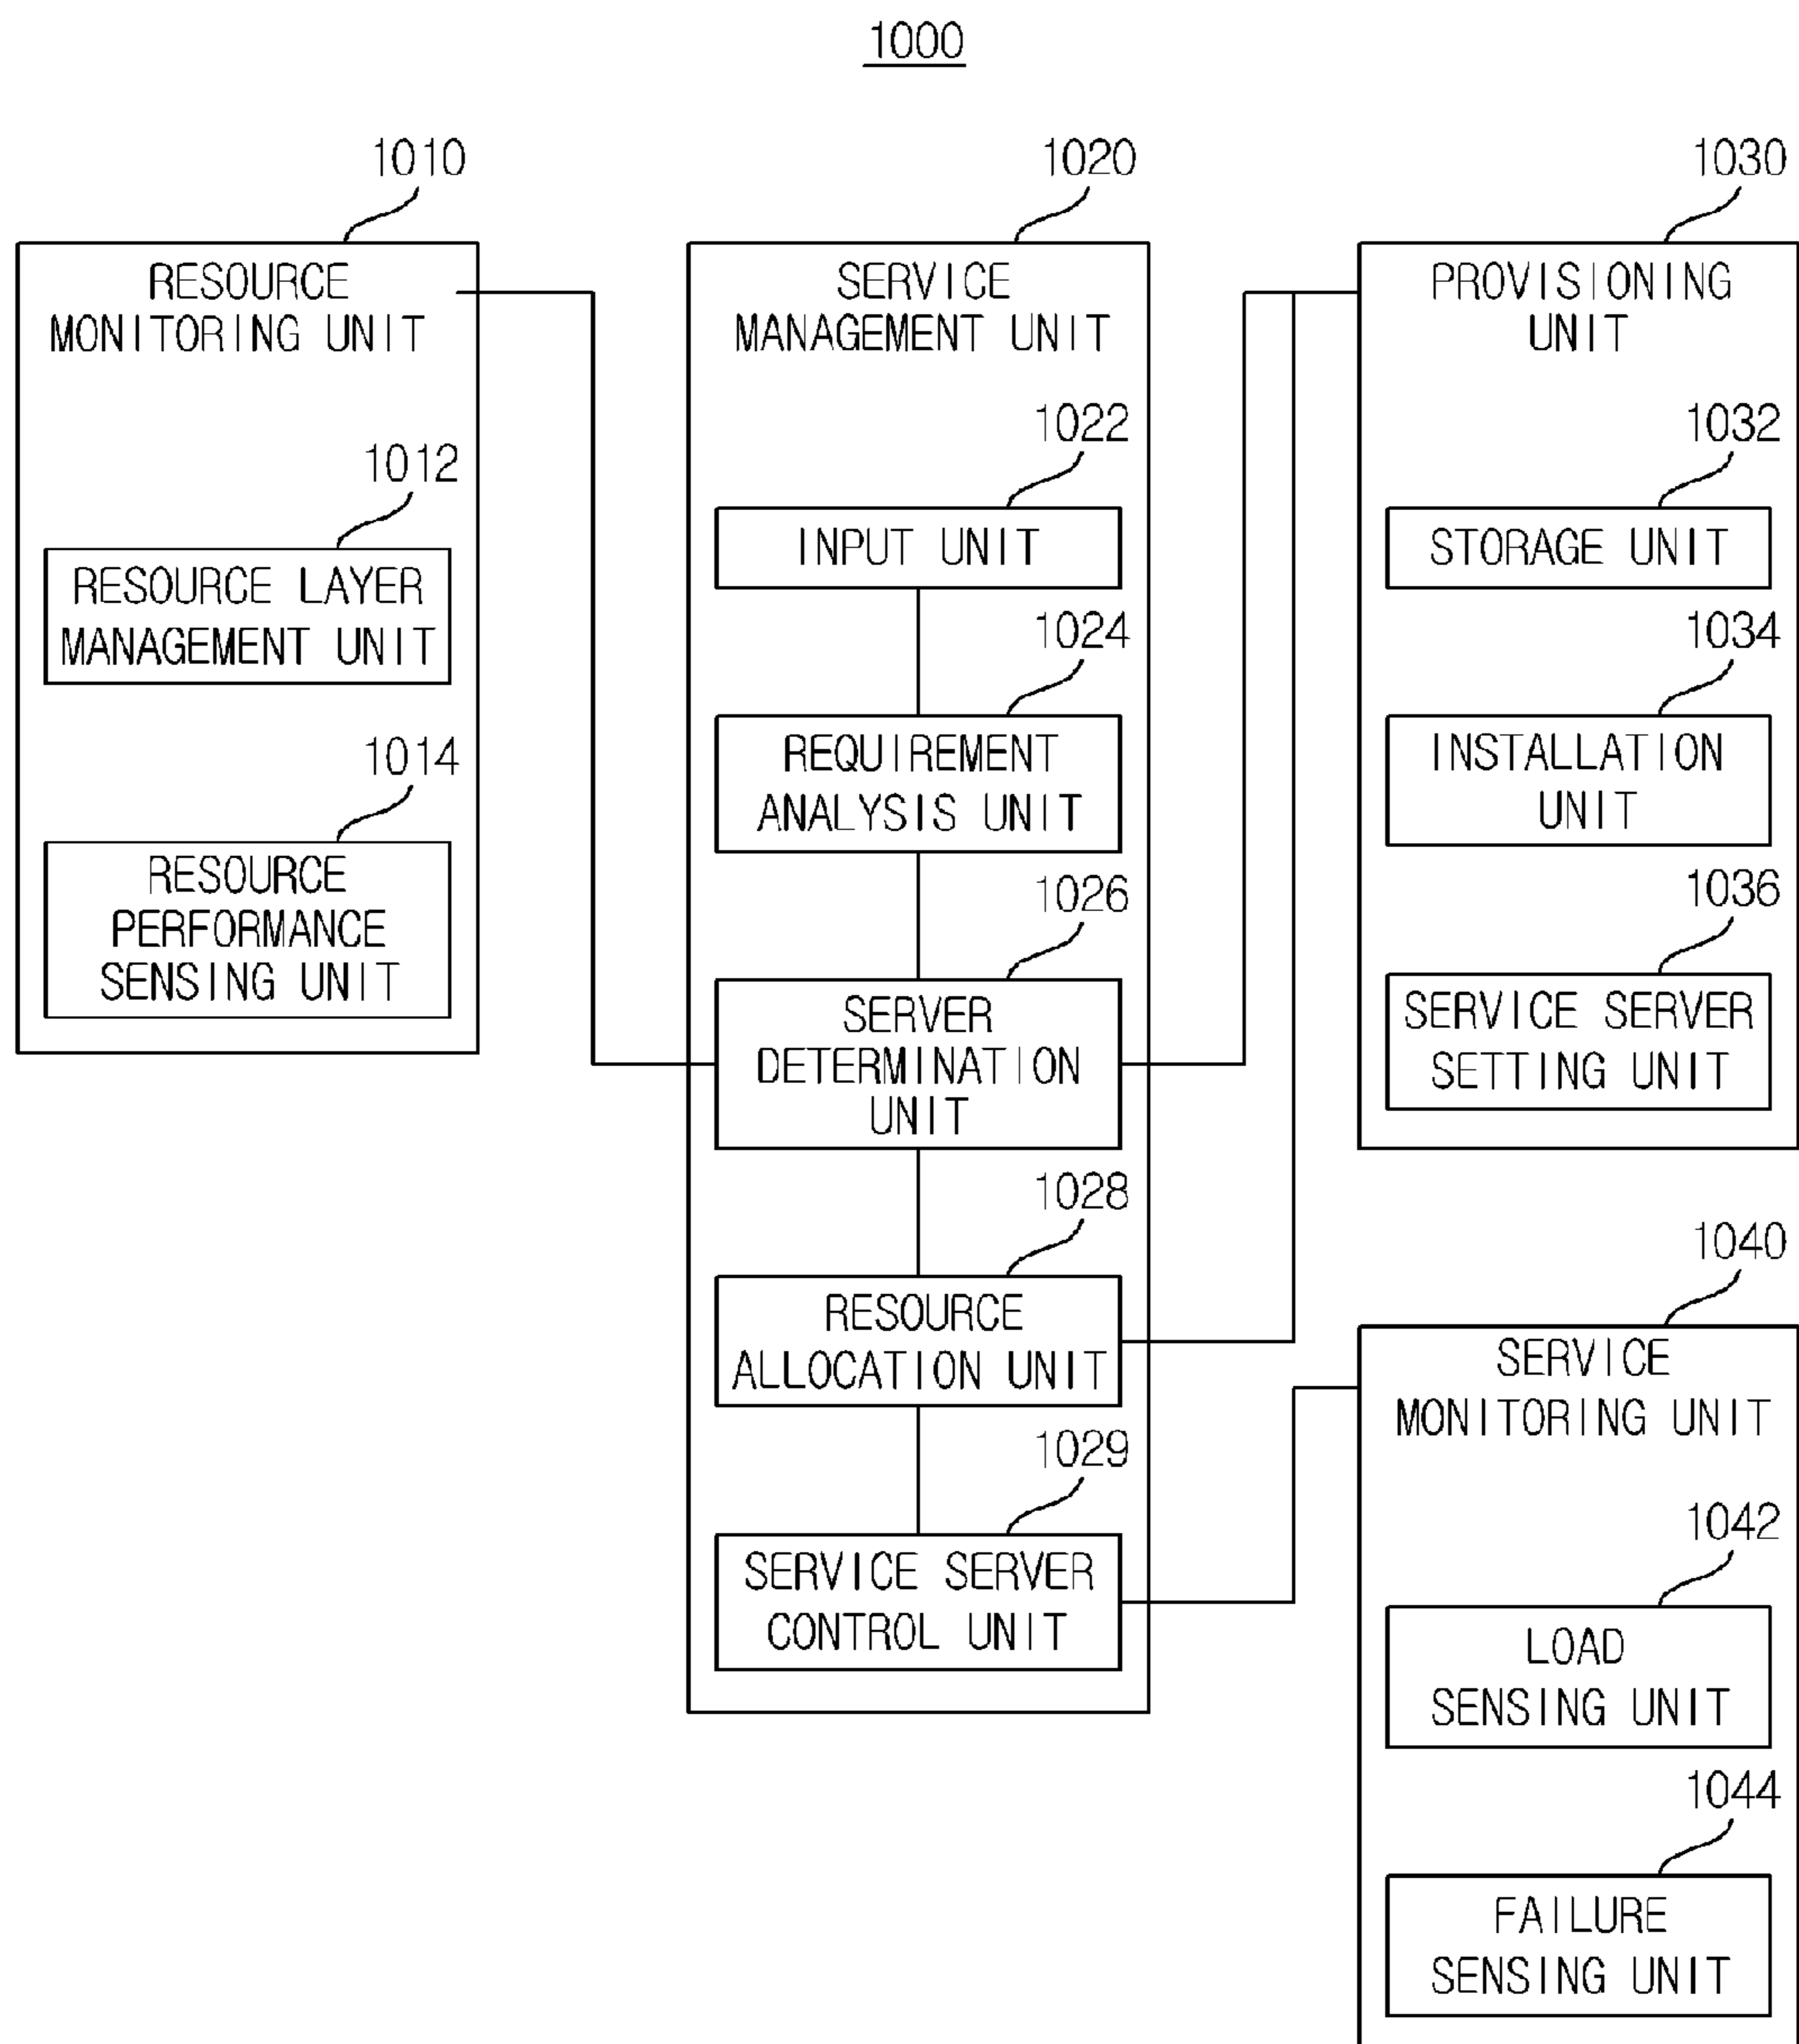 1000
1010
RESOURCE
MONITORING UNIT
1012
RESOURCE LAYER
MANAGEMENT UNIT
1014
RESOURCE
PERFORMANCE
SENSING UNIT
1020
SERVICE
MANAGEMENT UNIT
1022
INPUT UNIT
1024
REQUIREMENT
ANALYSIS UNIT
1026
SERVER
DETERMINATION
UNIT
1028
RESOURCE
ALLOCATION UNIT
1029
SERVICE SERVER
CONTROL UNIT
1030
PROVISIONING
UNIT
1032
STORAGE UNIT
1034
INSTALLATION
UNIT
1036
SERVICE SERVER
SETTING UNIT
1040
SERVICE
MONITORING UNIT
1042
LOAD
SENSING UNIT
1044
FAILURE
SENSING UNIT